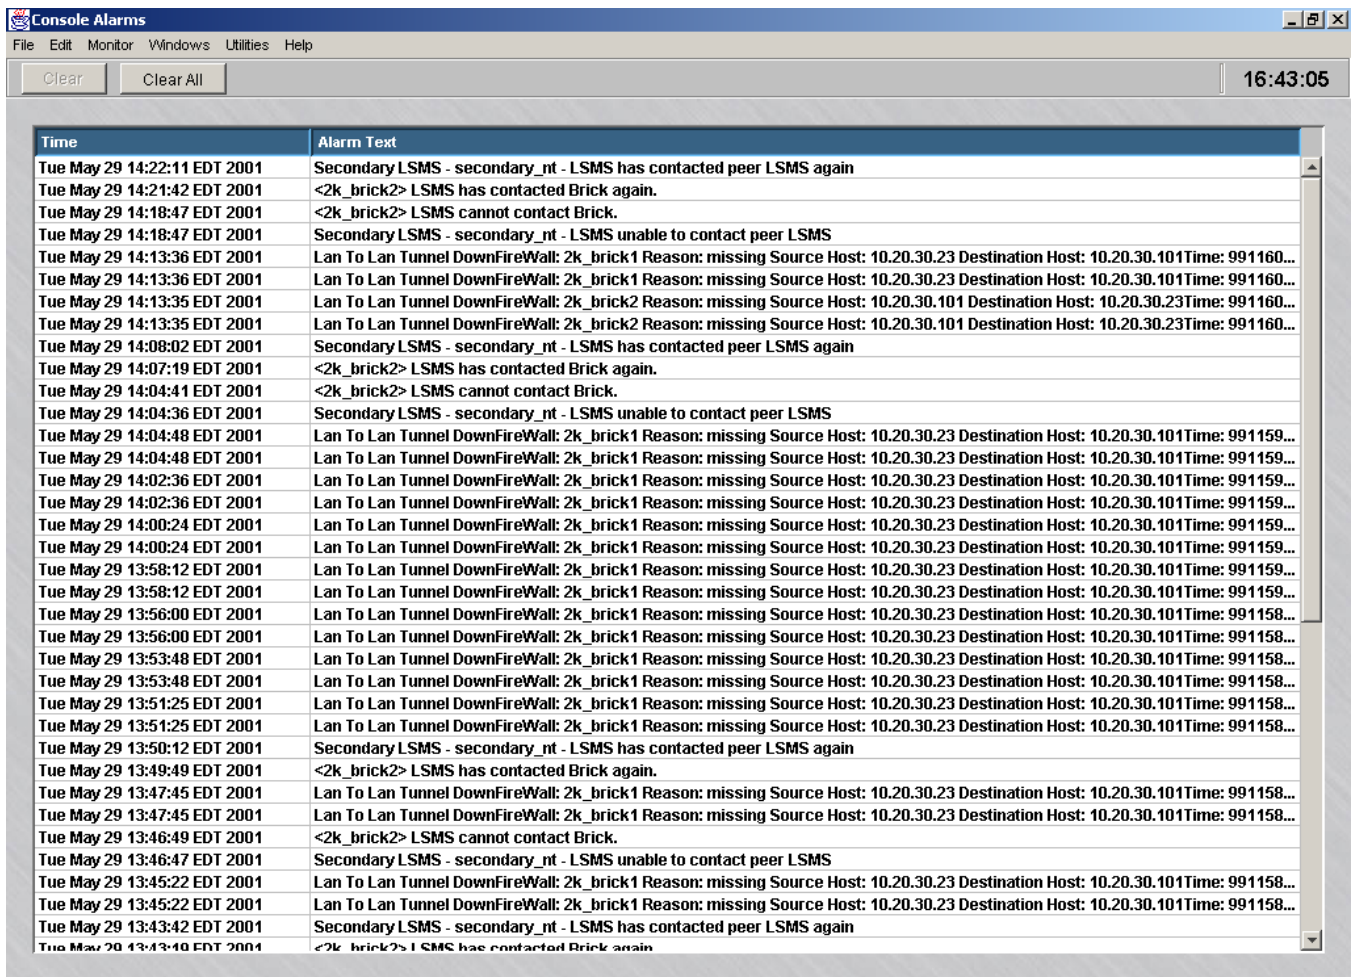 Console Alarms
File Edit Monitor Windows Utilities Help
Clear Clear All 16:43:05
Time Alarm Text
Tue May 29 14:22:11 EDT 2001 Secondary LSMS - secondary_nt - LSMS has contacted peer LSMS again
Tue May 29 14:21:42 EDT 2001 <2k_brick2> LSMS has contacted Brick again.
Tue May 29 14:18:47 EDT 2001 <2k_brick2> LSMS cannot contact Brick.
Tue May 29 14:18:47 EDT 2001 Secondary LSMS - secondary_nt - LSMS unable to contact peer LSMS
Tue May 29 14:13:36 EDT 2001 Lan To Lan Tunnel DownFireWall: 2k_brick1 Reason: missing Source Host: 10.20.30.23 Destination Host: 10.20.30.101Time: 991160...
Tue May 29 14:13:36 EDT 2001 Lan To Lan Tunnel DownFireWall: 2k_brick1 Reason: missing Source Host: 10.20.30.23 Destination Host: 10.20.30.101Time: 991160...
Tue May 29 14:13:35 EDT 2001 Lan To Lan Tunnel DownFireWall: 2k_brick2 Reason: missing Source Host: 10.20.30.101 Destination Host: 10.20.30.23Time: 991160...
Tue May 29 14:13:35 EDT 2001 Lan To Lan Tunnel DownFireWall: 2k_brick2 Reason: missing Source Host: 10.20.30.101 Destination Host: 10.20.30.23Time: 991160...
Tue May 29 14:08:02 EDT 2001 Secondary LSMS - secondary_nt - LSMS has contacted peer LSMS again
Tue May 29 14:07:19 EDT 2001 <2k_brick2> LSMS has contacted Brick again.
Tue May 29 14:04:41 EDT 2001 <2k_brick2> LSMS cannot contact Brick.
Tue May 29 14:04:36 EDT 2001 Secondary LSMS - secondary_nt - LSMS unable to contact peer LSMS
Tue May 29 14:04:48 EDT 2001 Lan To Lan Tunnel DownFireWall: 2k_brick1 Reason: missing Source Host: 10.20.30.23 Destination Host: 10.20.30.101Time: 991159...
Tue May 29 14:04:48 EDT 2001 Lan To Lan Tunnel DownFireWall: 2k_brick1 Reason: missing Source Host: 10.20.30.23 Destination Host: 10.20.30.101Time: 991159...
Tue May 29 14:02:36 EDT 2001 Lan To Lan Tunnel DownFireWall: 2k_brick1 Reason: missing Source Host: 10.20.30.23 Destination Host: 10.20.30.101Time: 991159...
Tue May 29 14:02:36 EDT 2001 Lan To Lan Tunnel DownFireWall: 2k_brick1 Reason: missing Source Host: 10.20.30.23 Destination Host: 10.20.30.101Time: 991159...
Tue May 29 14:00:24 EDT 2001 Lan To Lan Tunnel DownFireWall: 2k_brick1 Reason: missing Source Host: 10.20.30.23 Destination Host: 10.20.30.101Time: 991159...
Tue May 29 14:00:24 EDT 2001 Lan To Lan Tunnel DownFireWall: 2k_brick1 Reason: missing Source Host: 10.20.30.23 Destination Host: 10.20.30.101Time: 991159...
Tue May 29 13:58:12 EDT 2001 Lan To Lan Tunnel DownFireWall: 2k_brick1 Reason: missing Source Host: 10.20.30.23 Destination Host: 10.20.30.101Time: 991159...
Tue May 29 13:58:12 EDT 2001 Lan To Lan Tunnel DownFireWall: 2k_brick1 Reason: missing Source Host: 10.20.30.23 Destination Host: 10.20.30.101Time: 991159...
Tue May 29 13:56:00 EDT 2001 Lan To Lan Tunnel DownFireWall: 2k_brick1 Reason: missing Source Host: 10.20.30.23 Destination Host: 10.20.30.101Time: 991158...
Tue May 29 13:56:00 EDT 2001 Lan To Lan Tunnel DownFireWall: 2k_brick1 Reason: missing Source Host: 10.20.30.23 Destination Host: 10.20.30.101Time: 991158...
Tue May 29 13:53:48 EDT 2001 Lan To Lan Tunnel DownFireWall: 2k_brick1 Reason: missing Source Host: 10.20.30.23 Destination Host: 10.20.30.101Time: 991158...
Tue May 29 13:53:48 EDT 2001 Lan To Lan Tunnel DownFireWall: 2k_brick1 Reason: missing Source Host: 10.20.30.23 Destination Host: 10.20.30.101Time: 991158...
Tue May 29 13:51:25 EDT 2001 Lan To Lan Tunnel DownFireWall: 2k_brick1 Reason: missing Source Host: 10.20.30.23 Destination Host: 10.20.30.101Time: 991158...
Tue May 29 13:51:25 EDT 2001 Lan To Lan Tunnel DownFireWall: 2k_brick1 Reason: missing Source Host: 10.20.30.23 Destination Host: 10.20.30.101Time: 991158...
Tue May 29 13:50:12 EDT 2001 Secondary LSMS - secondary_nt - LSMS has contacted peer LSMS again
Tue May 29 13:49:49 EDT 2001 <2k_brick2> LSMS has contacted Brick again.
Tue May 29 13:47:45 EDT 2001 Lan To Lan Tunnel DownFireWall: 2k_brick1 Reason: missing Source Host: 10.20.30.23 Destination Host: 10.20.30.101Time: 991158...
Tue May 29 13:47:45 EDT 2001 Lan To Lan Tunnel DownFireWall: 2k_brick1 Reason: missing Source Host: 10.20.30.23 Destination Host: 10.20.30.101Time: 991158...
Tue May 29 13:46:49 EDT 2001 <2k_brick2> LSMS cannot contact Brick.
Tue May 29 13:46:47 EDT 2001 Secondary LSMS - secondary_nt - LSMS unable to contact peer LSMS
Tue May 29 13:45:22 EDT 2001 Lan To Lan Tunnel DownFireWall: 2k_brick1 Reason: missing Source Host: 10.20.30.23 Destination Host: 10.20.30.101Time: 991158...
Tue May 29 13:45:22 EDT 2001 Lan To Lan Tunnel DownFireWall: 2k_brick1 Reason: missing Source Host: 10.20.30.23 Destination Host: 10.20.30.101Time: 991158...
Tue May 29 13:43:42 EDT 2001 Secondary LSMS - secondary_nt - LSMS has contacted peer LSMS again
Tue May 29 13:43:19 EDT 2001 <2k_brick2> LSMS has contacted Brick again.